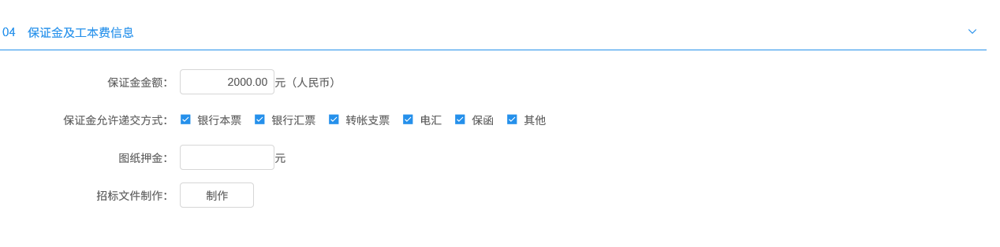 04 保证金及工本费信息
保证金金额： 2000.00 元（人民币）
保证金允许递交方式： 银行本票 银行汇票 转帐支票 电汇 保函 其他
图纸押金： 元
招标文件制作： 制作